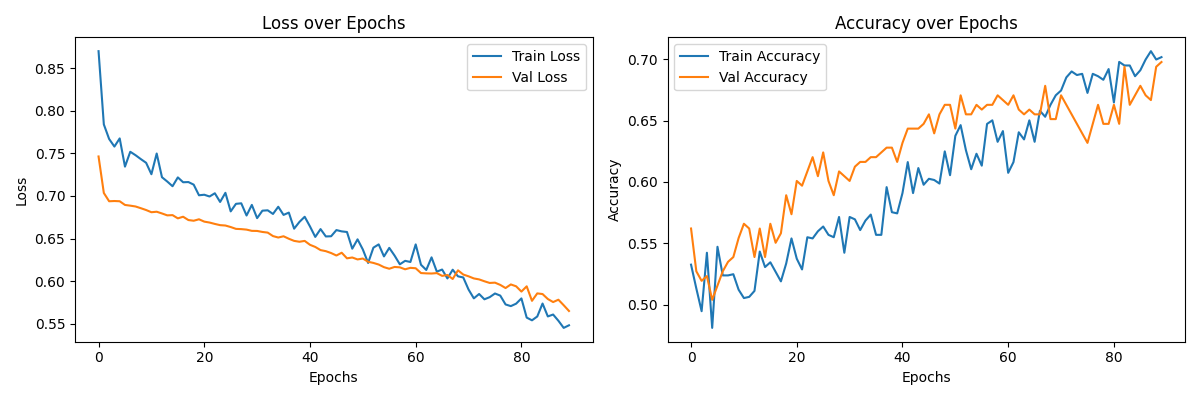 Loss over Epochs
Train Loss
Val Loss
0.85
0.80
0.75
0.70
0.65
0.60
0.55
Loss
0
20
40
60
80
Epochs
Accuracy over Epochs
Train Accuracy
Val Accuracy
0.70
0.65
0.60
0.55
0.50
Accuracy
0
20
40
60
80
Epochs